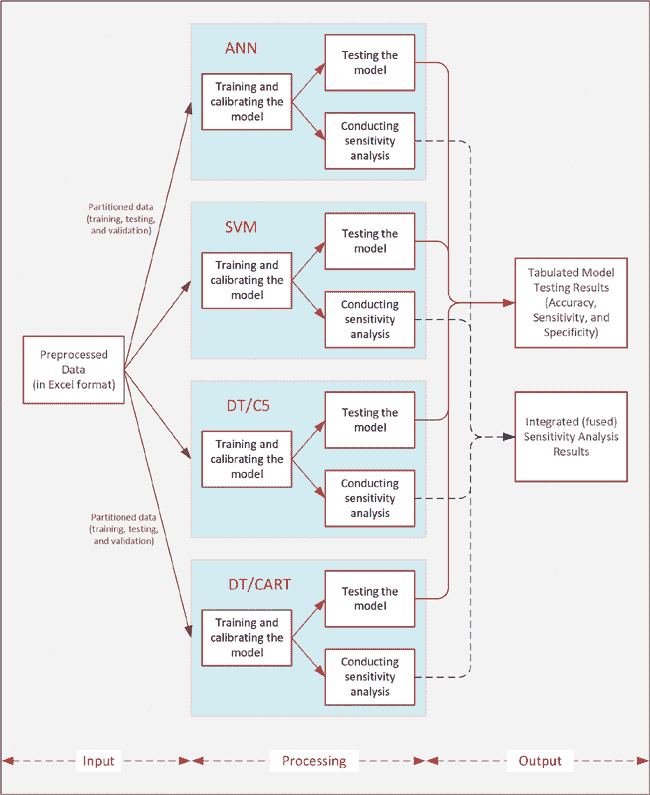 ANN
Testing the
model
Training and
calibrating the
model
Conducting
sensitivity
analysis
Partitioned data
(training, testing,
and validation)
SVM
Testing the
model
Training and
calibrating the
model
Conducting
sensitivity
analysis
Tabulated Model
Testing Results
(Accuracy,
Sensitivity, and
Specificity)
Preprocessed
Data
(in Excel format)
DT/C5
Testing the
model
Training and
calibrating the
model
Conducting
sensitivity
analysis
Integrated (fused)
Sensitivity Analysis
Results
Partitioned data
(training, testing,
and validation)
DT/CART
Testing the
model
Training and
calibrating the
model
Conducting
sensitivity
analysis
Input
Processing
Output